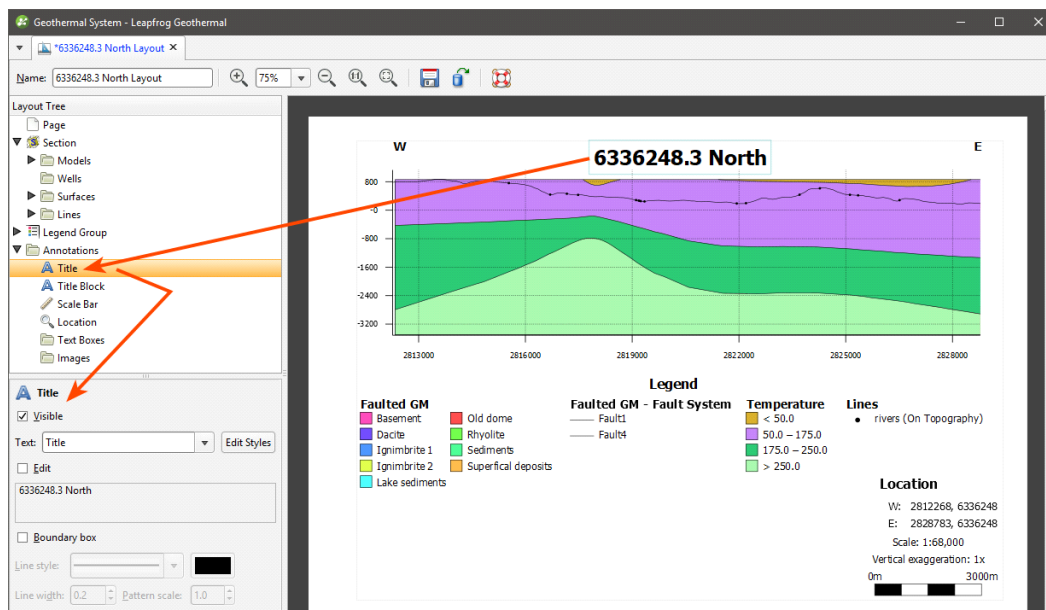 Geothermal System - Leapfrog Geothermal
*6336248.3 North Layout
Name: 6336248.3 North Layout 75%
Layout Tree
Page
Section
Models
Wells
Surfaces
Lines
Legend Group
Annotations
Title
Title Block
Scale Bar
Location
Text Boxes
Images
Title
Visible
Text: Title Edit Styles
Edit
6336248.3 North
Boundary box
Line style:
Line width: 0.2 Pattern scale: 1.0
W E
6336248.3 North
800
-0
-800
-1600
-2400
-3200
2813000 2816000 2819000 2822000 2825000 2828000
Legend
Faulted GM
Basement
Dacite
Ignimbrite 1
Ignimbrite 2
Lake sediments
Old dome
Rhyolite
Sediments
Superfical deposits
Faulted GM - Fault System
Fault1
Fault4
Temperature
< 50.0
50.0 – 175.0
175.0 – 250.0
> 250.0
Lines
rivers (On Topography)
Location
W: 2812268, 6336248
E: 2828783, 6336248
Scale: 1:68,000
Vertical exaggeration: 1x
0m 3000m